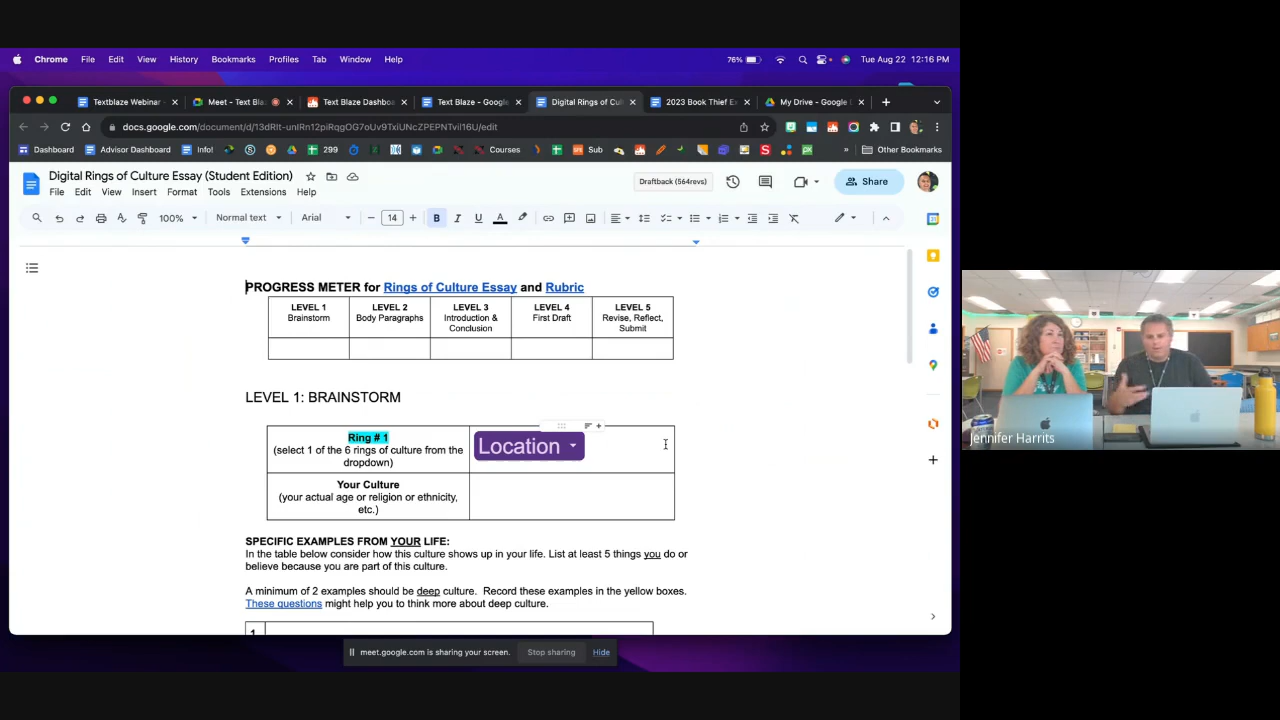 Chrome File Edit View History Bookmarks Profiles Tab Window Help 76% Tue Aug 22 12:16 PM
Textblaze Webinar - Meet - Text Bla Text Blaze Dashbo Text Blaze - Google Digital Rings of Cul 2023 Book Thief Es My Drive - Google D
docs.google.com/document/d/13dRIt-unIRn12piRqgOG7oUv9TxiUNcZPEPNTvil16U/edit
Dashboard Advisor Dashboard Info! 299 Courses Sub Other Bookmarks
Digital Rings of Culture Essay (Student Edition)
Draftback (564revs) Share
File Edit View Insert Format Tools Extensions Help
100% Normal text Arial 14 B I U A
PROGRESS METER for Rings of Culture Essay and Rubric
LEVEL 1 LEVEL 2 LEVEL 3 LEVEL 4 LEVEL 5
Brainstorm Body Paragraphs Introduction & First Draft Revise, Reflect,
Conclusion Submit
LEVEL 1: BRAINSTORM
Ring # 1
(select 1 of the 6 rings of culture from the
dropdown)
Location
Your Culture
(your actual age or religion or ethnicity,
etc.)
SPECIFIC EXAMPLES FROM YOUR LIFE:
In the table below consider how this culture shows up in your life. List at least 5 things you do or
believe because you are part of this culture.
A minimum of 2 examples should be deep culture. Record these examples in the yellow boxes.
These questions might help you to think more about deep culture.
1
meet.google.com is sharing your screen. Stop sharing Hide
Jennifer Harrits